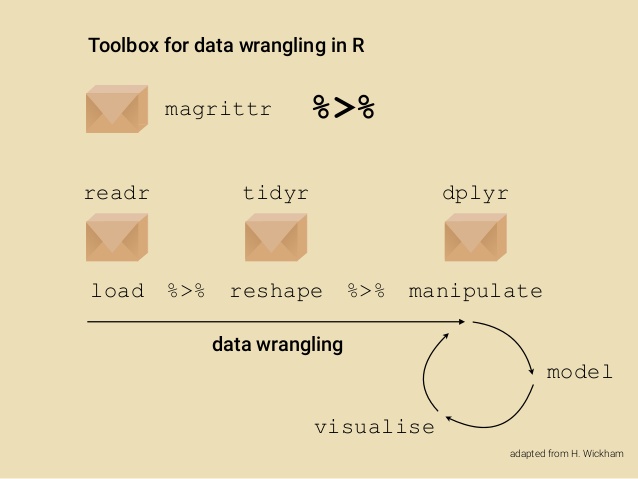 Toolbox for data wrangling in R
magrittr %>%
readr tidyr dplyr
load %>% reshape %>% manipulate
data wrangling
model
visualise
adapted from H. Wickham